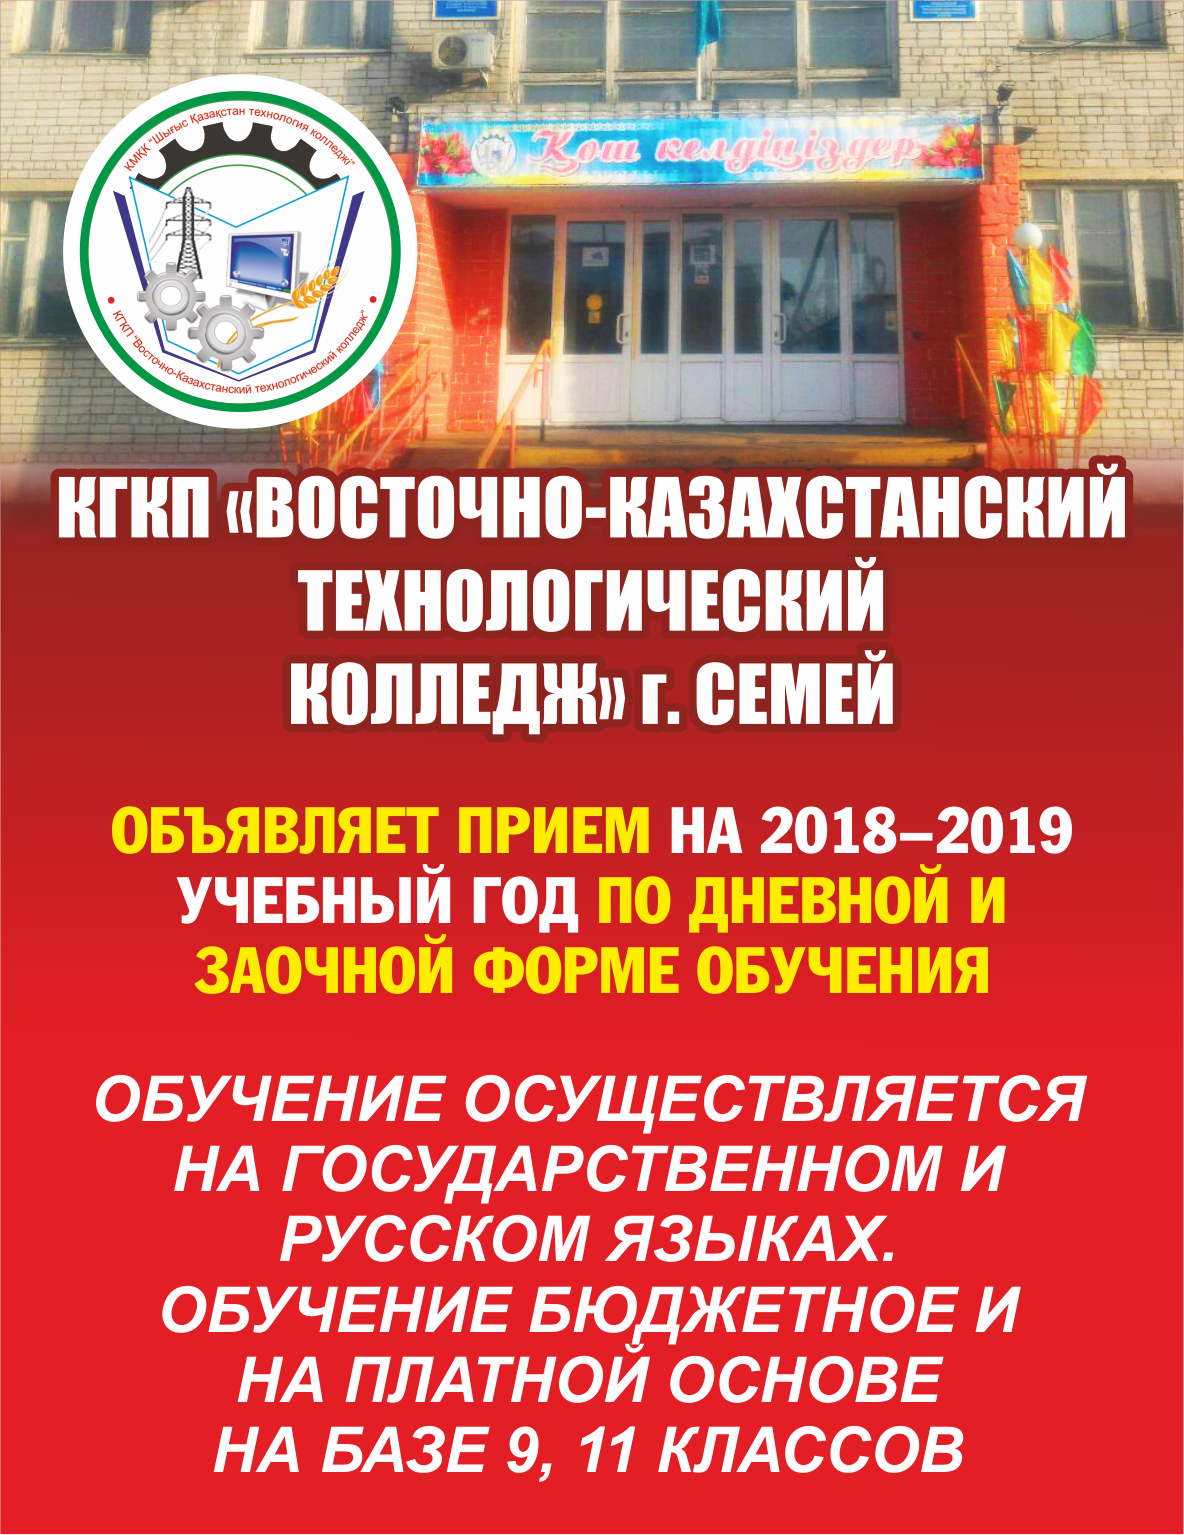 Қош келдіңіздер
КМҚК "Шығыс Қазақстан технология колледжі"
КГКП "Восточно-Казахстанский технологический колледж"
КГКП «ВОСТОЧНО-КАЗАХСТАНСКИЙ
ТЕХНОЛОГИЧЕСКИЙ
КОЛЛЕДЖ» г. СЕМЕЙ
ОБЪЯВЛЯЕТ ПРИЕМ НА 2018–2019
УЧЕБНЫЙ ГОД ПО ДНЕВНОЙ И
ЗАОЧНОЙ ФОРМЕ ОБУЧЕНИЯ
ОБУЧЕНИЕ ОСУЩЕСТВЛЯЕТСЯ
НА ГОСУДАРСТВЕННОМ И
РУССКОМ ЯЗЫКАХ.
ОБУЧЕНИЕ БЮДЖЕТНОЕ И
НА ПЛАТНОЙ ОСНОВЕ
НА БАЗЕ 9, 11 КЛАССОВ